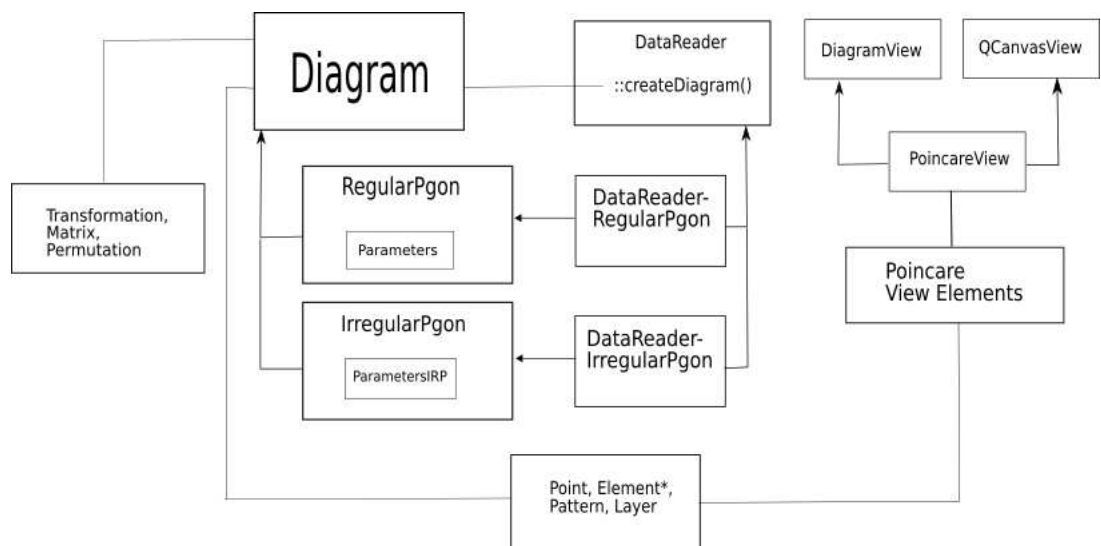 Diagram
DataReader
::createDiagram()
DiagramView
QCanvasView
PoincareView
Transformation,
Matrix,
Permutation
RegularPgon
Parameters
DataReader-
RegularPgon
Poincare
View Elements
IrregularPgon
ParametersIRP
DataReader-
IrregularPgon
Point, Element*,
Pattern, Layer